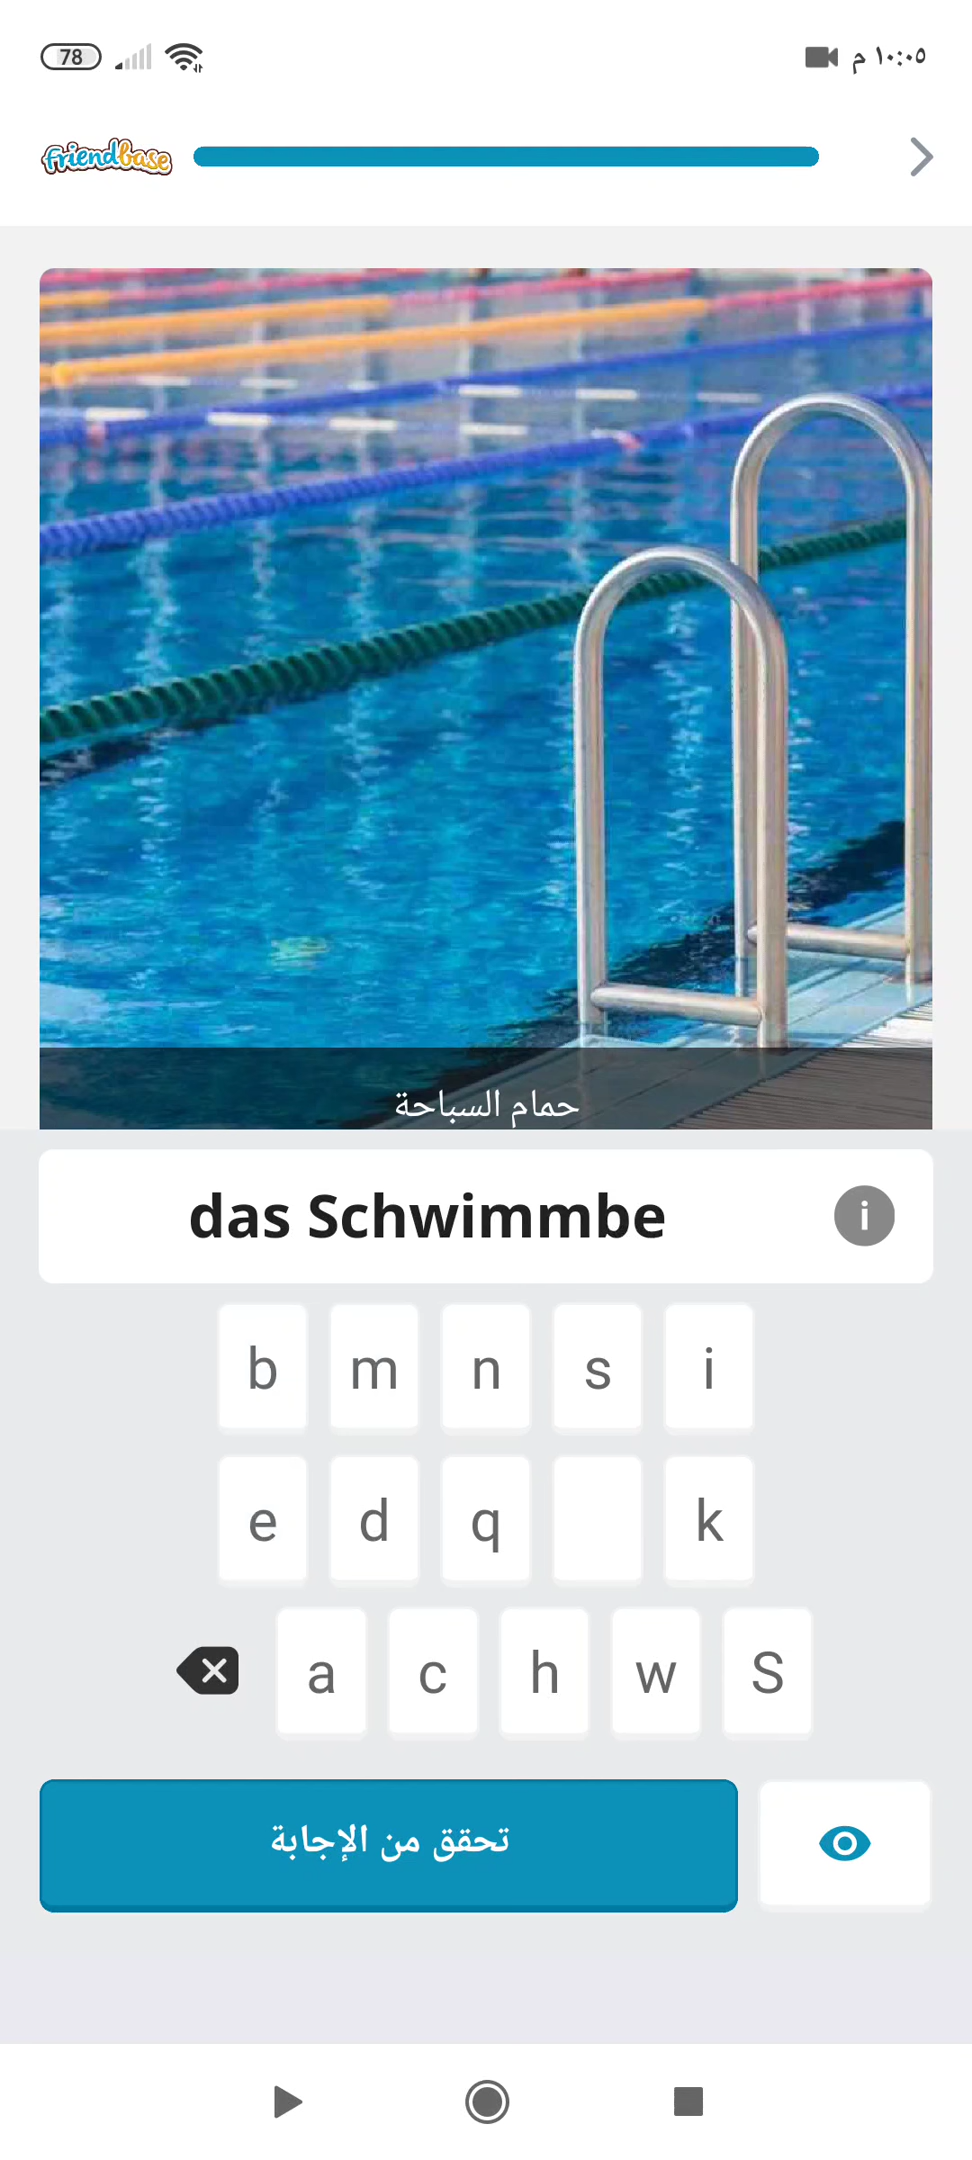 78
١٠:٠٥ م
friendbase
حمام السباحة
das Schwimmbe
i
b m n s i
e d q k
a c h w S
تحقق من الإجابة